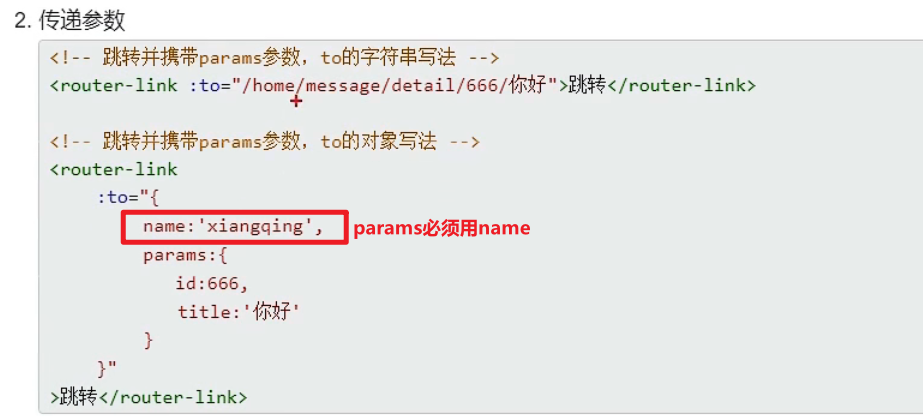 2. 传递参数
<!-- 跳转并携带params参数，to的字符串写法 -->
<router-link :to="/home/message/detail/666/你好">跳转</router-link>
<!-- 跳转并携带params参数，to的对象写法 -->
<router-link
:to="{
name:'xiangqing', params必须用name
params:{
id:666,
title:'你好'
}
}"
>跳转</router-link>